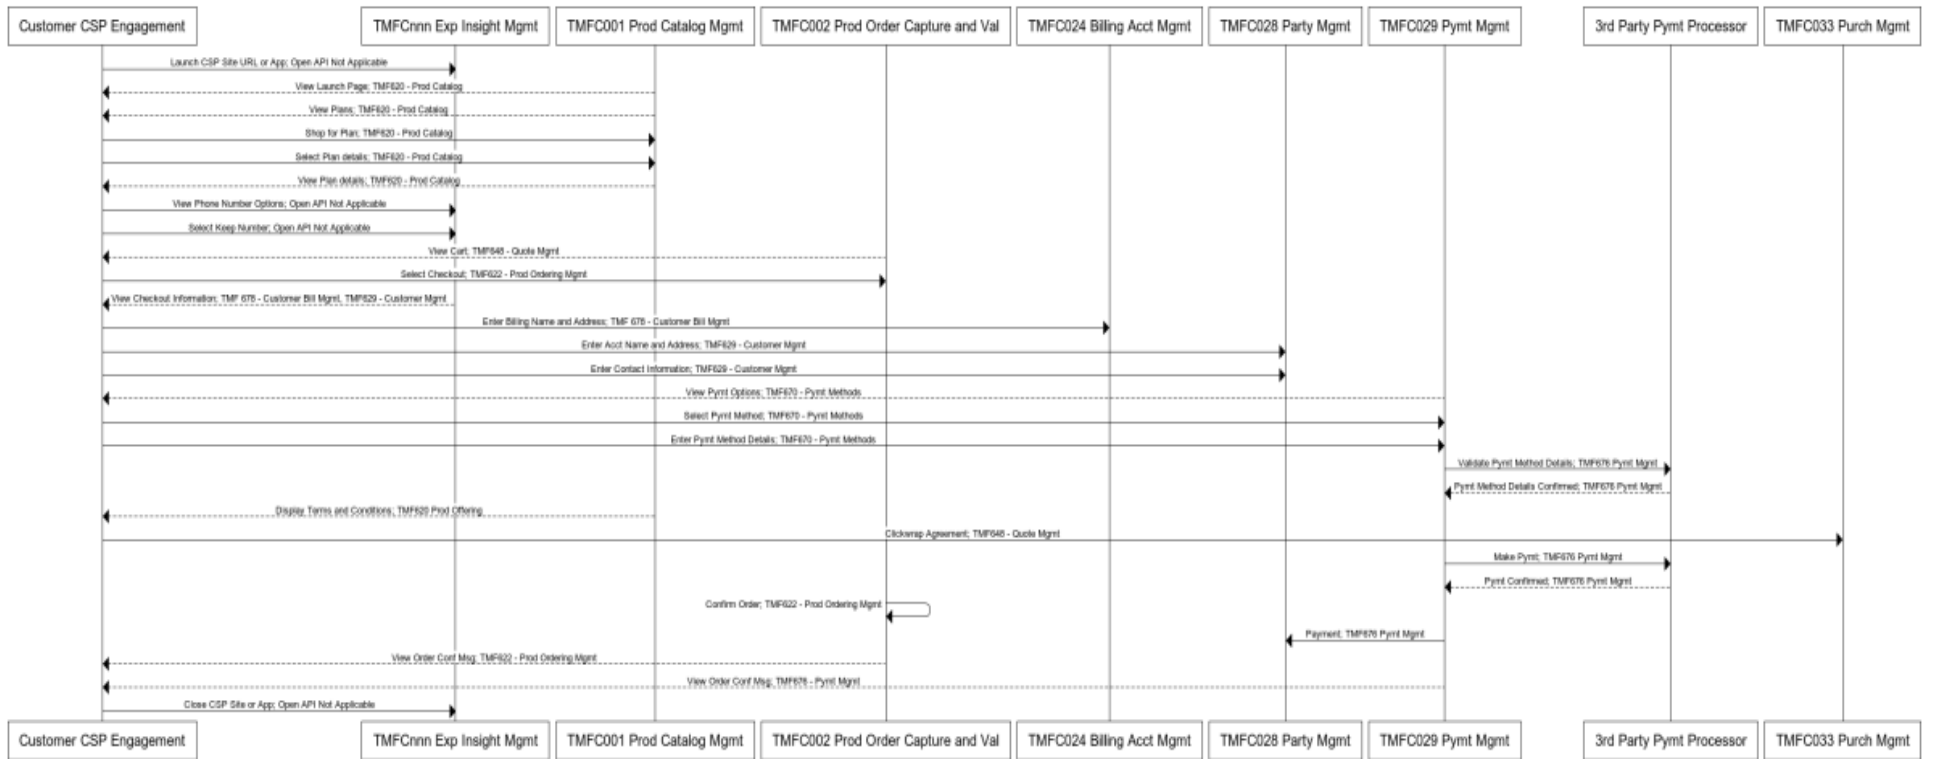 Customer CSP Engagement
TMFCnnn Exp Insight Mgmt
TMFC001 Prod Catalog Mgmt
TMFC002 Prod Order Capture and Val
TMFC024 Billing Acct Mgmt
TMFC028 Party Mgmt
TMFC029 Pymt Mgmt
3rd Party Pymt Processor
TMFC033 Purch Mgmt
Launch CSP Site URL or App; Open API Not Applicable
View Launch Page; TMF620 - Prod Catalog
View Plans; TMF620 - Prod Catalog
Shop for Plan; TMF620 - Prod Catalog
Select Plan details; TMF620 - Prod Catalog
View Plan details; TMF620 - Prod Catalog
View Phone Number Options; Open API Not Applicable
Select Keep Number; Open API Not Applicable
View Cart; TMF648 - Quote Mgmt
Select Checkout; TMF622 - Prod Ordering Mgmt
View Checkout Information; TMF 678 - Customer Bill Mgmt, TMF629 - Customer Mgmt
Enter Billing Name and Address; TMF 678 - Customer Bill Mgmt
Enter Acct Name and Address; TMF629 - Customer Mgmt
Enter Contact Information; TMF629 - Customer Mgmt
View Pymt Options; TMF670 - Pymt Methods
Select Pymt Method; TMF670 - Pymt Methods
Enter Pymt Method Details; TMF670 - Pymt Methods
Validate Pymt Method Details; TMF676 Pymt Mgmt
Pymt Method Details Confirmed; TMF676 Pymt Mgmt
Display Terms and Conditions; TMF620 Prod Offering
Clickwrap Agreement; TMF648 - Quote Mgmt
Make Pymt; TMF676 Pymt Mgmt
Pymt Confirmed; TMF676 Pymt Mgmt
Confirm Order; TMF622 - Prod Ordering Mgmt
Payment; TMF676 Pymt Mgmt
View Order Conf Msg; TMF622 - Prod Ordering Mgmt
View Order Conf Msg; TMF676 - Pymt Mgmt
Close CSP Site or App; Open API Not Applicable
Customer CSP Engagement
TMFCnnn Exp Insight Mgmt
TMFC001 Prod Catalog Mgmt
TMFC002 Prod Order Capture and Val
TMFC024 Billing Acct Mgmt
TMFC028 Party Mgmt
TMFC029 Pymt Mgmt
3rd Party Pymt Processor
TMFC033 Purch Mgmt